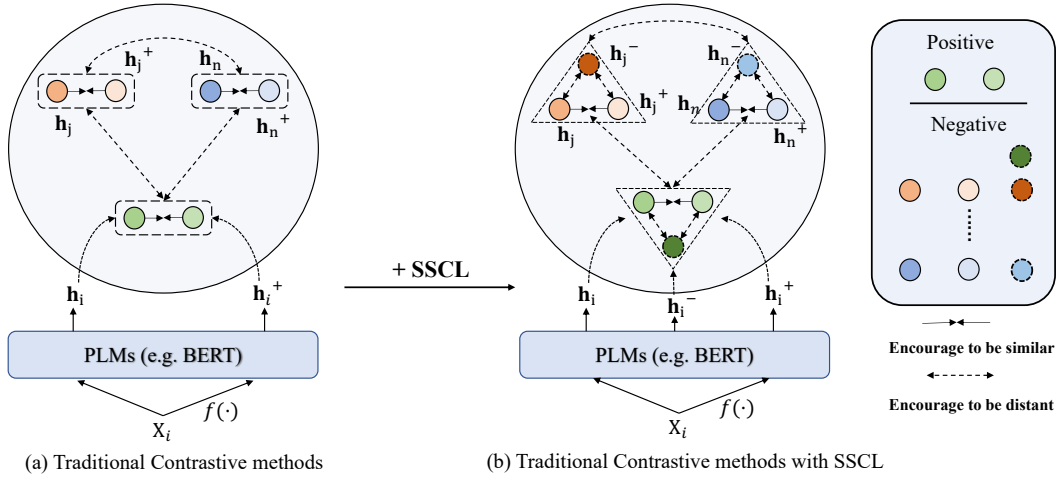 h_j^+
h_n
h_j
h_n^+
h_i
h_i^+
PLMs (e.g. BERT)
f(·)
X_i
(a) Traditional Contrastive methods
+ SSCL
h_j^-
h_n^-
h_j^+
h_n
h_j
h_n^+
h_i
h_i^-
h_i^+
PLMs (e.g. BERT)
f(·)
X_i
(b) Traditional Contrastive methods with SSCL
Positive
Negative
Encourage to be similar
Encourage to be distant